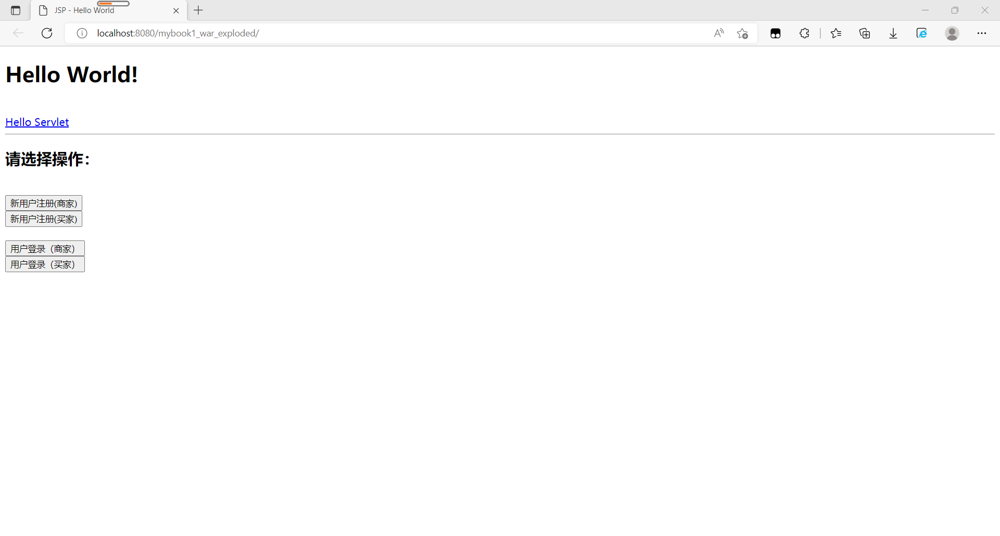 JSP - Hello World
localhost:8080/mybook1_war_exploded/
Hello World!
Hello Servlet
请选择操作：
新用户注册(商家)
新用户注册(买家)
用户登录（商家）
用户登录（买家）